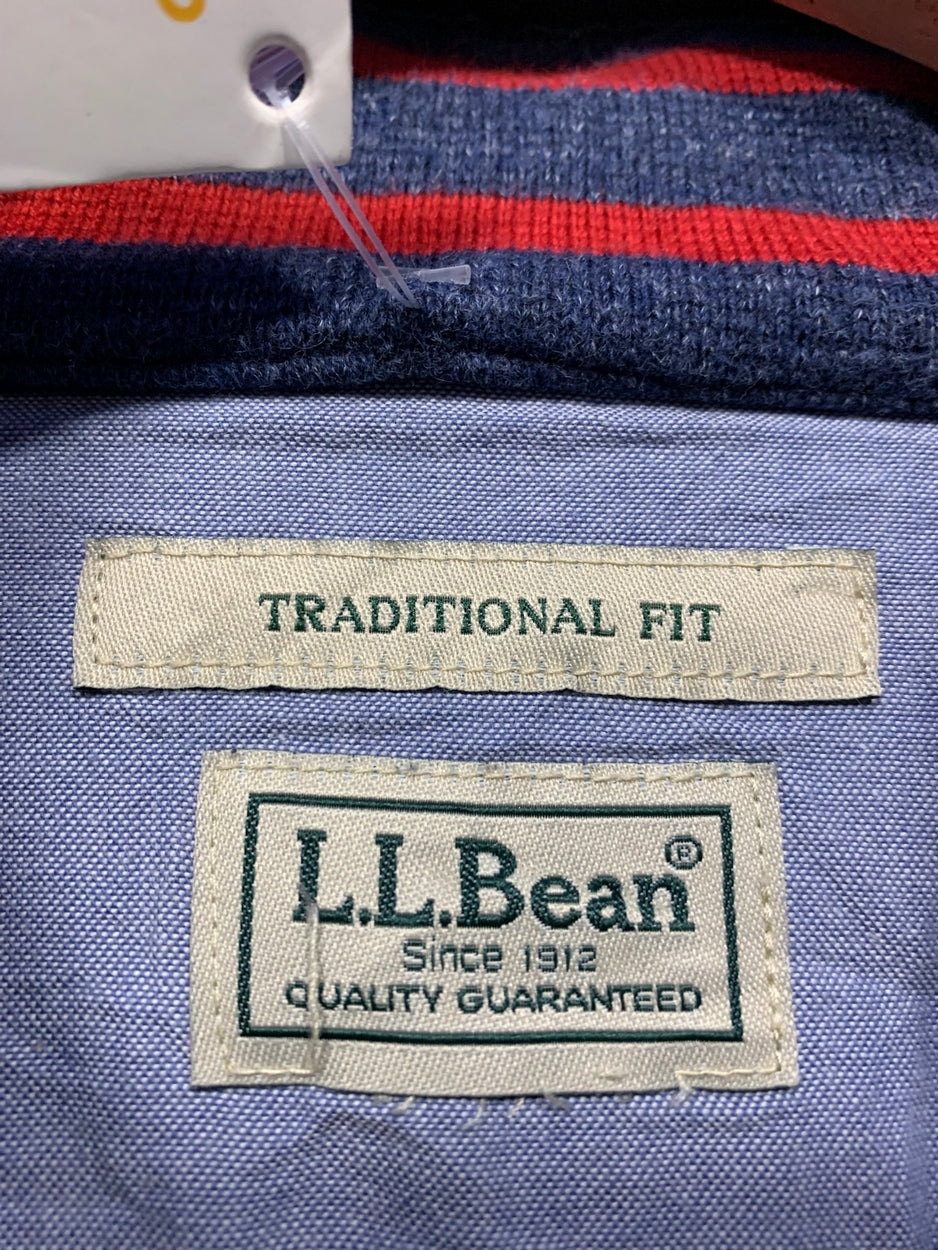 TRADITIONAL FIT
L.L.Bean®
Since 1912
QUALITY GUARANTEED